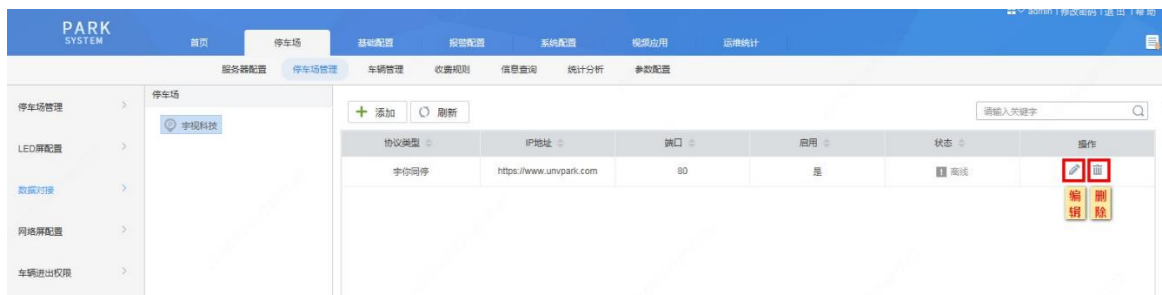 admin | 修改密码 | 退出 | 帮助
PARK
SYSTEM
首页 停车场 基础配置 报警配置 系统配置 视频应用 运维统计
服务器配置 停车场管理 车辆管理 收费规则 信息查询 统计分析 参数配置
停车场管理
LED屏配置
数据对接
网络屏配置
车辆进出权限
停车场
宇视科技
添加 刷新 请输入关键字
协议类型 IP地址 端口 启用 状态 操作
宇你同停 https://www.unvpark.com 80 是 离线
编辑 删除